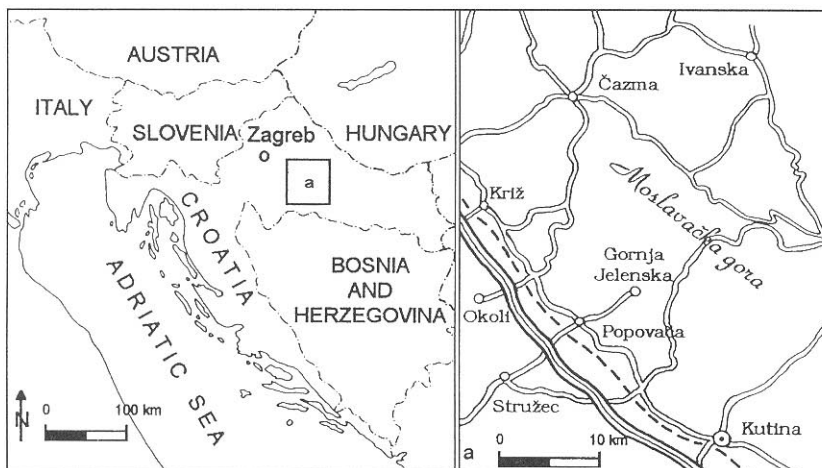 AUSTRIA
ITALY
SLOVENIA
Zagreb
HUNGARY
a
CROATIA
ADRIATIC SEA
BOSNIA
AND
HERZEGOVINA
N
0 100 km
Čazma
Ivanska
Moslavačka gora
Križ
Gornja
Jelenska
Okoli
Popovača
Stružec
Kutina
a
0 10 km